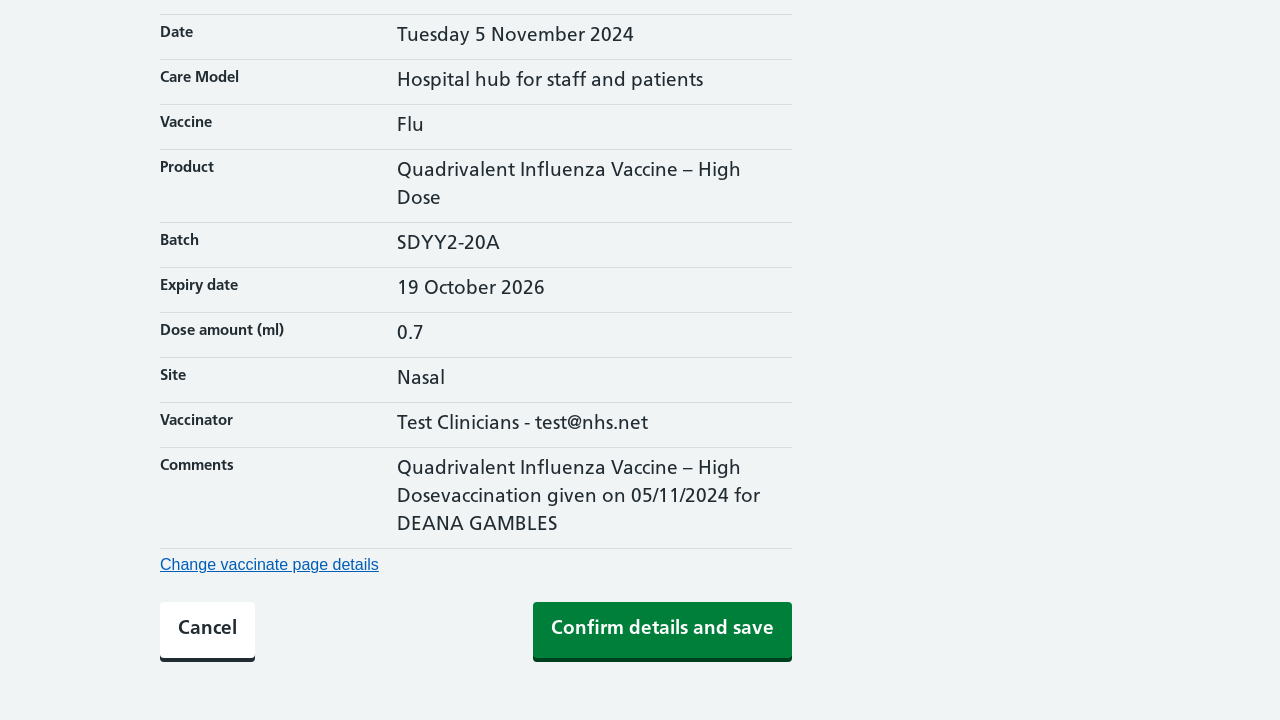 Date
Tuesday 5 November 2024
Care Model
Hospital hub for staff and patients
Vaccine
Flu
Product
Quadrivalent Influenza Vaccine – High
Dose
Batch
SDYY2-20A
Expiry date
19 October 2026
Dose amount (ml)
0.7
Site
Nasal
Vaccinator
Test Clinicians - test@nhs.net
Comments
Quadrivalent Influenza Vaccine – High
Dosevaccination given on 05/11/2024 for
DEANA GAMBLES
Change vaccinate page details
Cancel
Confirm details and save